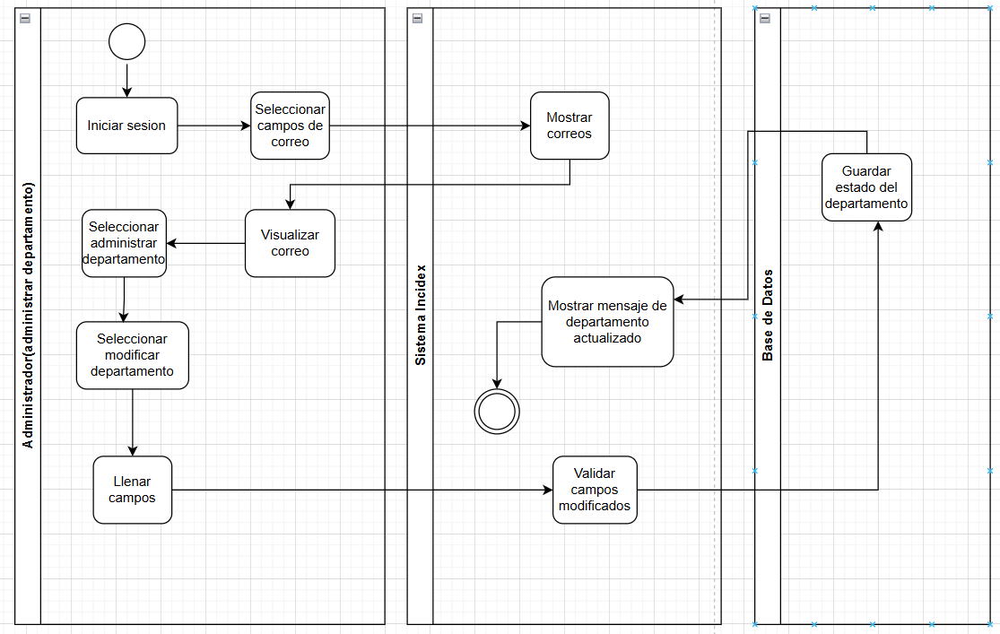 Administrador(administrar departamento)
Iniciar sesion
Seleccionar
campos de
correo
Visualizar
correo
Seleccionar
administrar
departamento
Seleccionar
modificar
departamento
Llenar
campos
Sistema Incidex
Mostrar
correos
Mostrar mensaje de
departamento
actualizado
Validar
campos
modificados
Base de Datos
Guardar
estado del
departamento